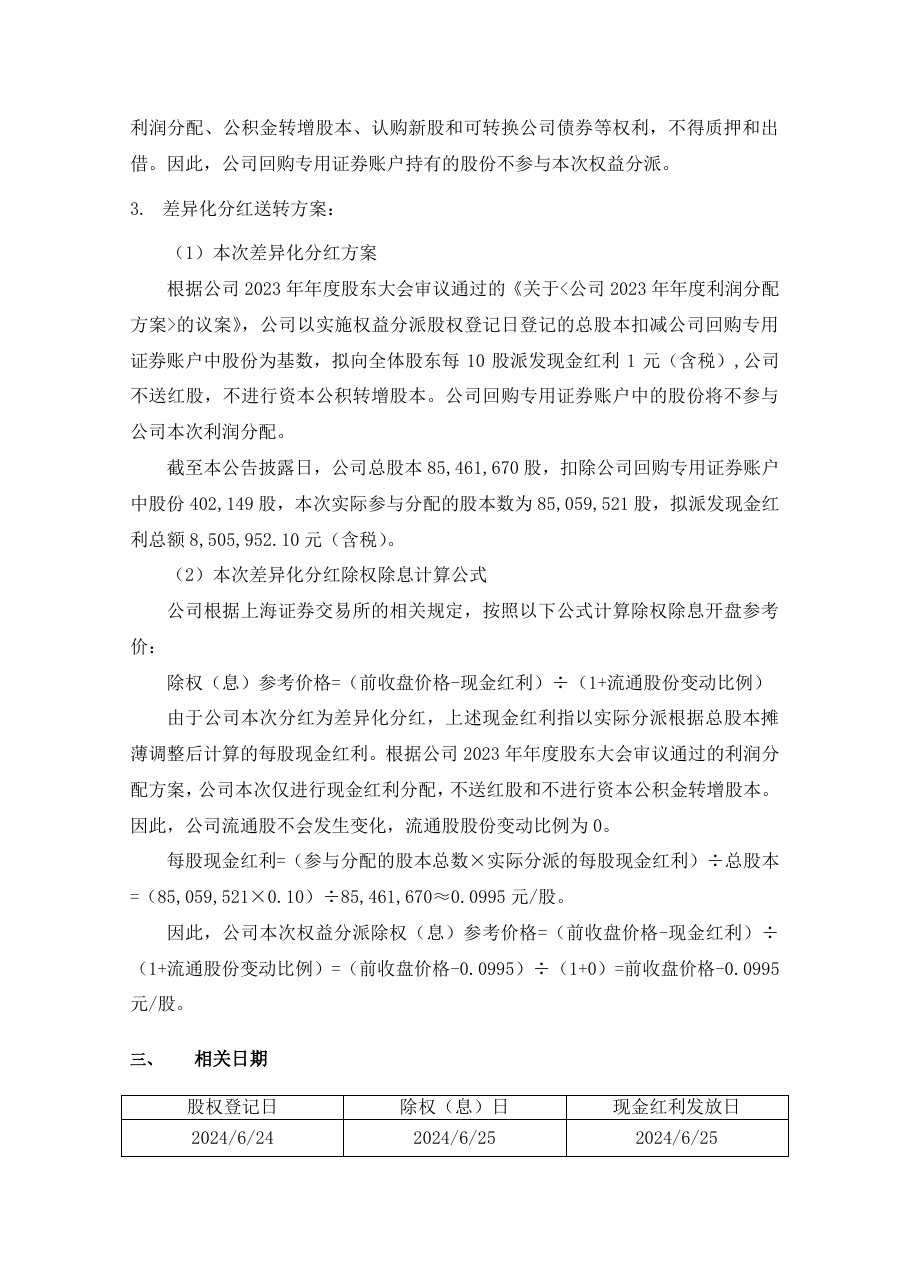 利润分配、公积金转增股本、认购新股和可转换公司债券等权利，不得质押和出
借。因此，公司回购专用证券账户持有的股份不参与本次权益分派。
3. 差异化分红送转方案：
（1）本次差异化分红方案
根据公司 2023 年年度股东大会审议通过的《关于<公司 2023 年年度利润分配
方案>的议案》，公司以实施权益分派股权登记日登记的总股本扣减公司回购专用
证券账户中股份为基数，拟向全体股东每 10 股派发现金红利 1 元（含税）,公司
不送红股，不进行资本公积转增股本。公司回购专用证券账户中的股份将不参与
公司本次利润分配。
截至本公告披露日，公司总股本 85,461,670 股，扣除公司回购专用证券账户
中股份 402,149 股，本次实际参与分配的股本数为 85,059,521 股，拟派发现金红
利总额 8,505,952.10 元（含税）。
（2）本次差异化分红除权除息计算公式
公司根据上海证券交易所的相关规定，按照以下公式计算除权除息开盘参考
价：
除权（息）参考价格=（前收盘价格-现金红利）÷（1+流通股份变动比例）
由于公司本次分红为差异化分红，上述现金红利指以实际分派根据总股本摊
薄调整后计算的每股现金红利。根据公司 2023 年年度股东大会审议通过的利润分
配方案，公司本次仅进行现金红利分配，不送红股和不进行资本公积金转增股本。
因此，公司流通股不会发生变化，流通股股份变动比例为 0。
每股现金红利=（参与分配的股本总数×实际分派的每股现金红利）÷总股本
=（85,059,521×0.10）÷85,461,670≈0.0995 元/股。
因此，公司本次权益分派除权（息）参考价格=（前收盘价格-现金红利）÷
（1+流通股份变动比例）=（前收盘价格-0.0995）÷（1+0）=前收盘价格-0.0995
元/股。
三、 相关日期
股权登记日 除权（息）日 现金红利发放日
2024/6/24 2024/6/25 2024/6/25